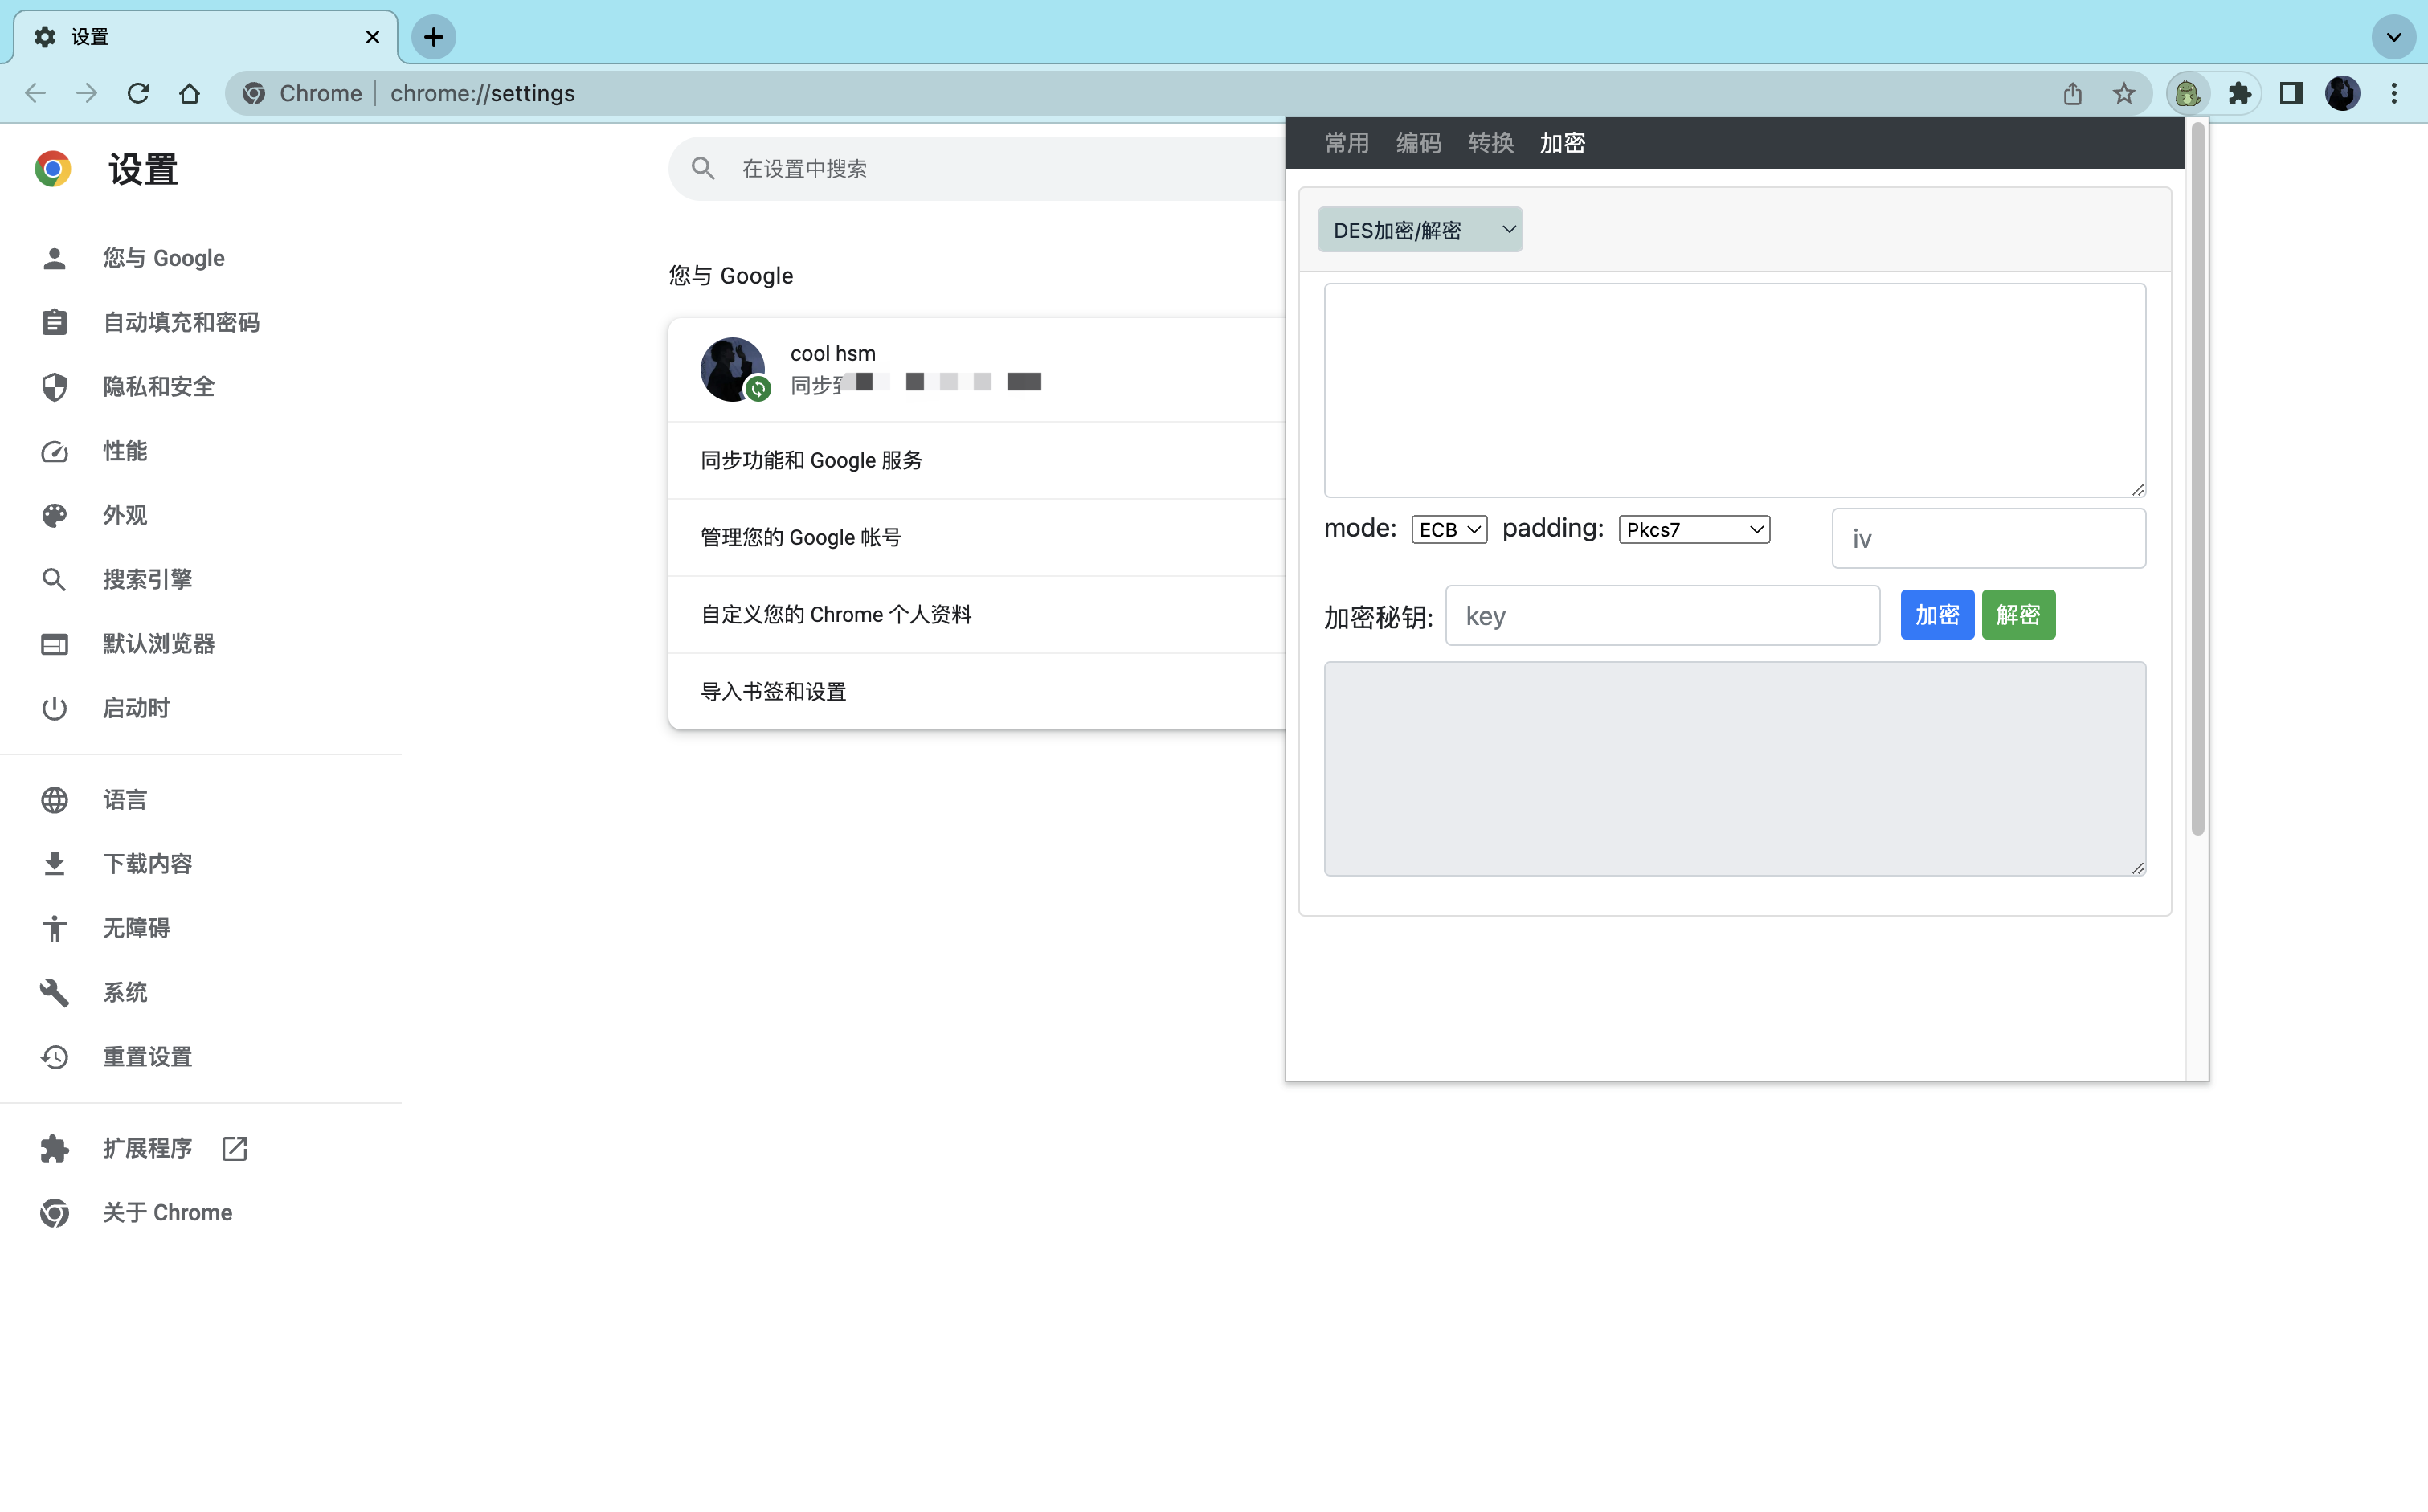 设置
Chrome
chrome://settings
设置
在设置中搜索
您与 Google
自动填充和密码
隐私和安全
性能
外观
搜索引擎
默认浏览器
启动时
语言
下载内容
无障碍
系统
重置设置
扩展程序
关于 Chrome
您与 Google
cool hsm
同步到
同步功能和 Google 服务
管理您的 Google 帐号
自定义您的 Chrome 个人资料
导入书签和设置
常用 编码 转换 加密
DES加密/解密
mode: ECB padding: Pkcs7 iv
加密秘钥: key 加密 解密